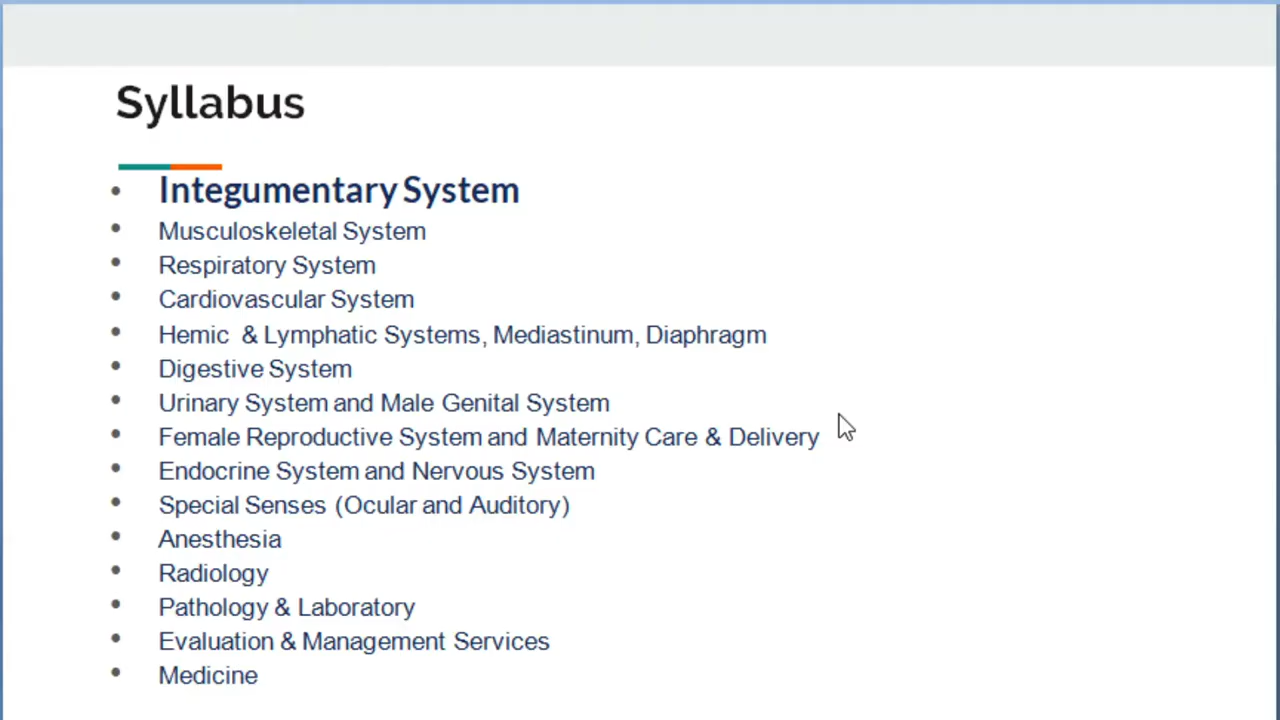 Syllabus
• Integumentary System
• Musculoskeletal System
• Respiratory System
• Cardiovascular System
• Hemic & Lymphatic Systems, Mediastinum, Diaphragm
• Digestive System
• Urinary System and Male Genital System
• Female Reproductive System and Maternity Care & Delivery
• Endocrine System and Nervous System
• Special Senses (Ocular and Auditory)
• Anesthesia
• Radiology
• Pathology & Laboratory
• Evaluation & Management Services
• Medicine